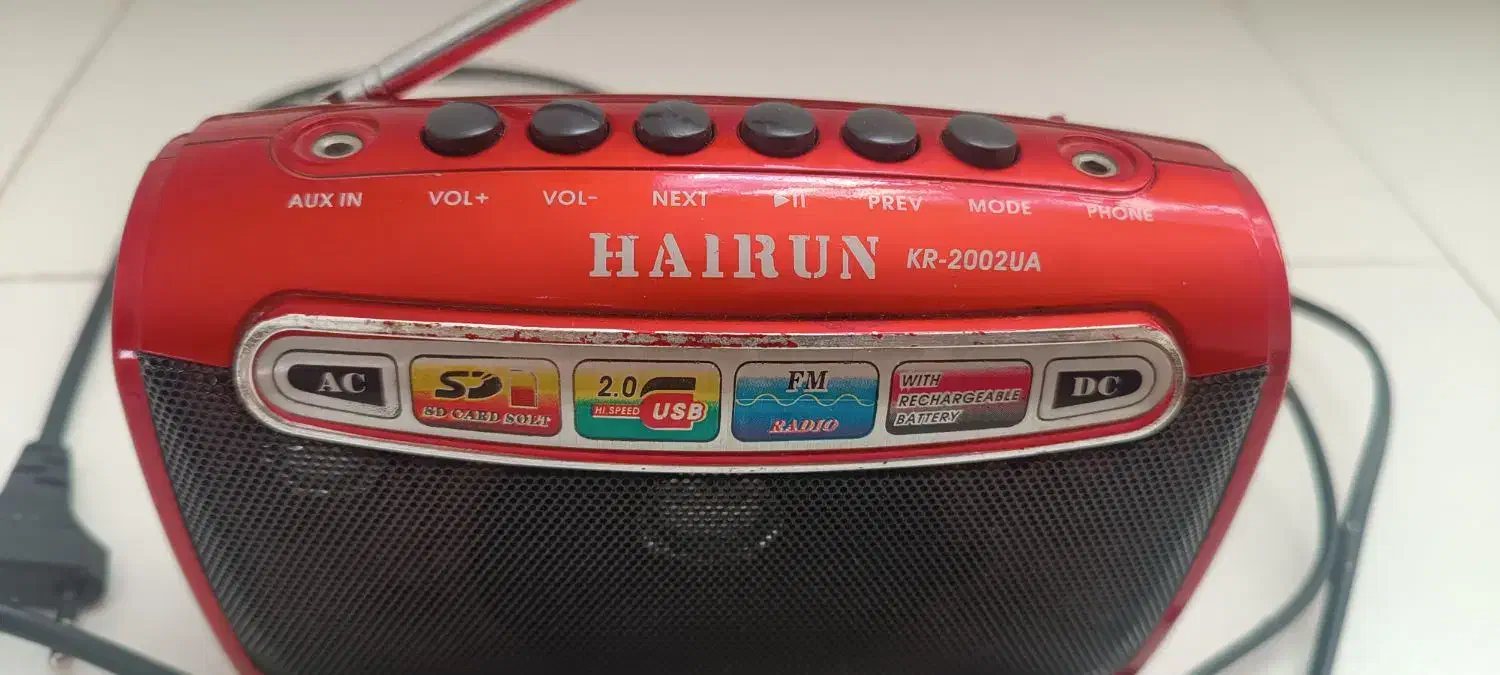 AUX IN VOL+ VOL- NEXT ▶II PREV MODE PHONE
HAIRUN KR-2002UA
AC
SD
SD CARD SOLT
2.0
HI.SPEED USB
FM
RADIO
WITH
RECHARGEABLE
BATTERY
DC